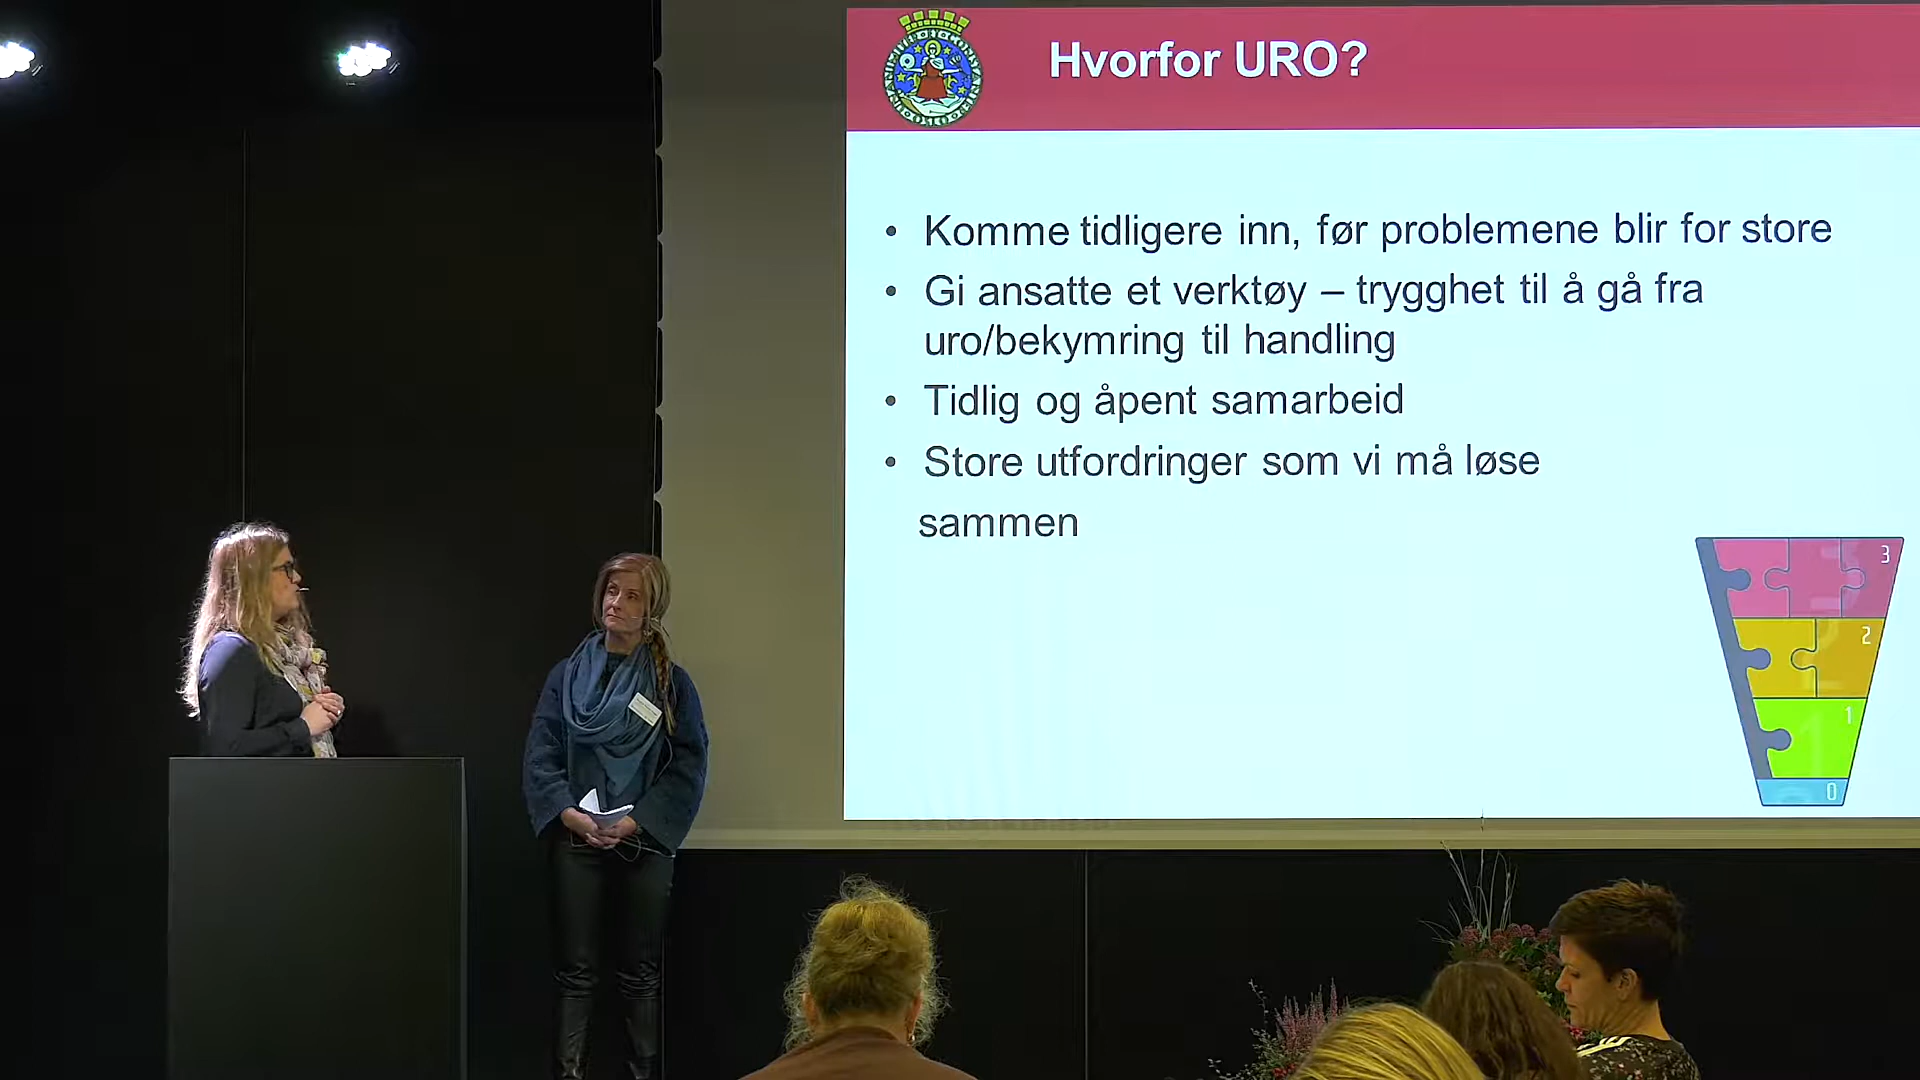 Hvorfor URO?
• Komme tidligere inn, før problemene blir for store
• Gi ansatte et verktøy – trygghet til å gå fra
uro/bekymring til handling
• Tidlig og åpent samarbeid
• Store utfordringer som vi må løse
sammen
3
2
1
0
OSLO